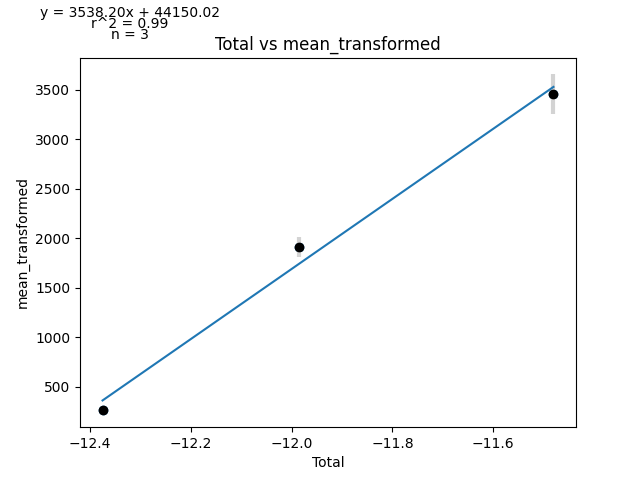 y = 3538.20x + 44150.02
r^2 = 0.99
n = 3
Total vs mean_transformed
3500
3000
2500
2000
1500
1000
500
mean_transformed
−12.4
−12.2
−12.0
−11.8
−11.6
Total